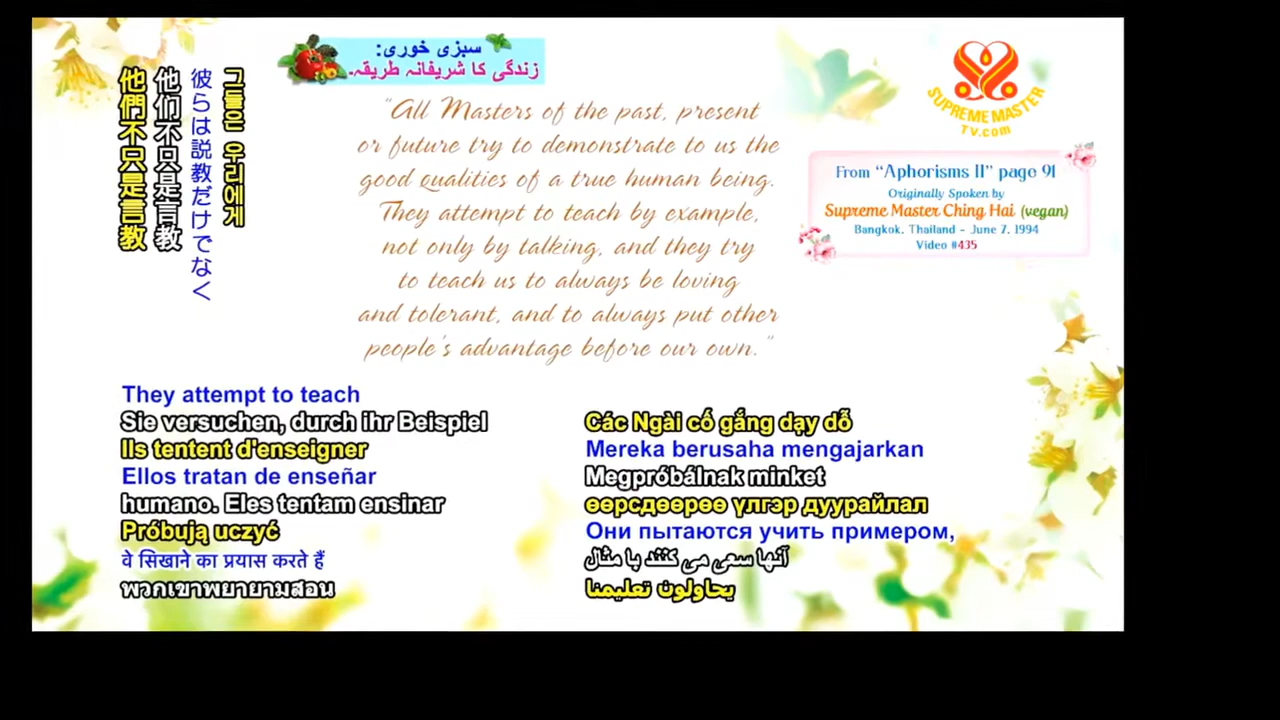 سبزی خوری:
زندگی کا شریفانہ طریقہ۔
그들은 우리에게
彼らは説教だけでなく
他们不只是言教
他們不只是言教
“All Masters of the past, present
or future try to demonstrate to us the
good qualities of a true human being.
They attempt to teach by example,
not only by talking, and they try
to teach us to always be loving
and tolerant, and to always put other
people's advantage before our own.”
SUPREME MASTER
TV.com
From “Aphorisms II” page 91
Originally Spoken by
Supreme Master Ching Hai (vegan)
Bangkok, Thailand - June 7, 1994
Video #435
They attempt to teach
Sie versuchen, durch ihr Beispiel
Ils tentent d'enseigner
Ellos tratan de enseñar
humano. Eles tentam ensinar
Próbują uczyć
वे सिखाने का प्रयास करते हैं
พวกเขาพยายามสอน
Các Ngài cố gắng dạy dỗ
Mereka berusaha mengajarkan
Megpróbálnak minket
өөрсдөөрөө үлгэр дуурайлал
Они пытаются учить примером,
آنها سعی می کنند با مثال
يحاولون تعليمنا